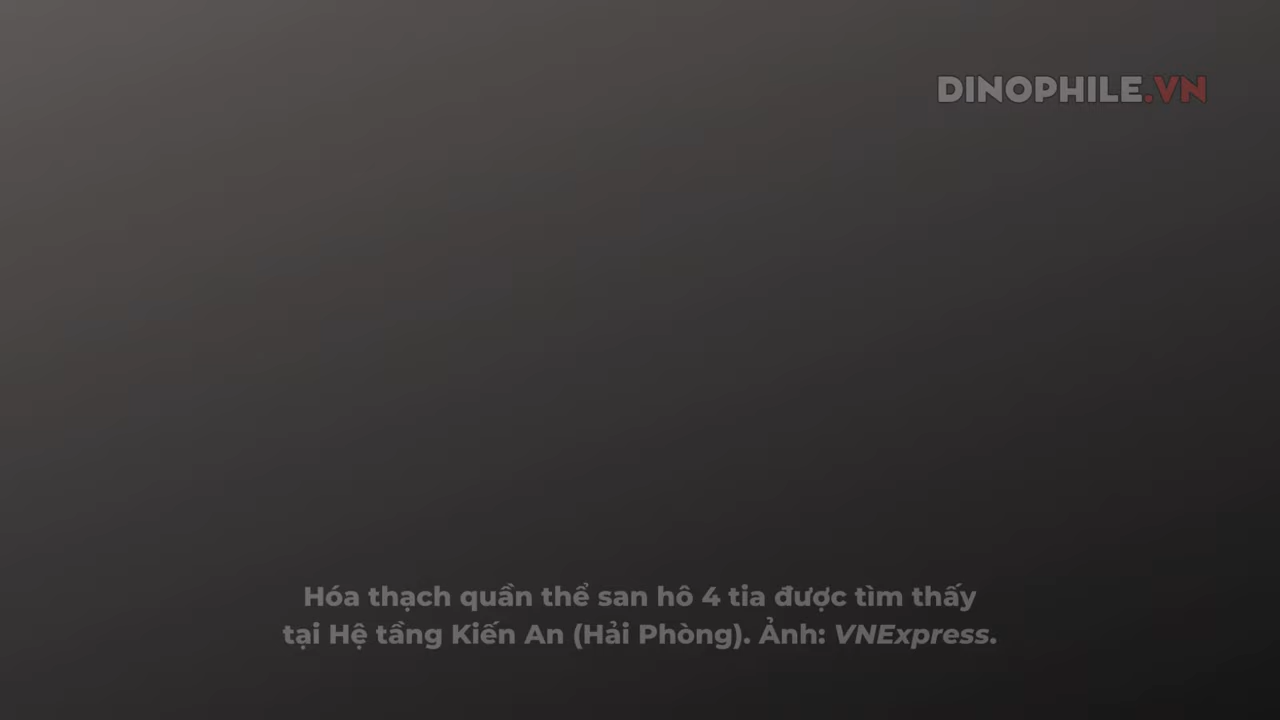 DINOPHILE.VN
Hóa thạch quần thể san hô 4 tia được tìm thấy
tại Hệ tầng Kiến An (Hải Phòng). Ảnh: VNExpress.